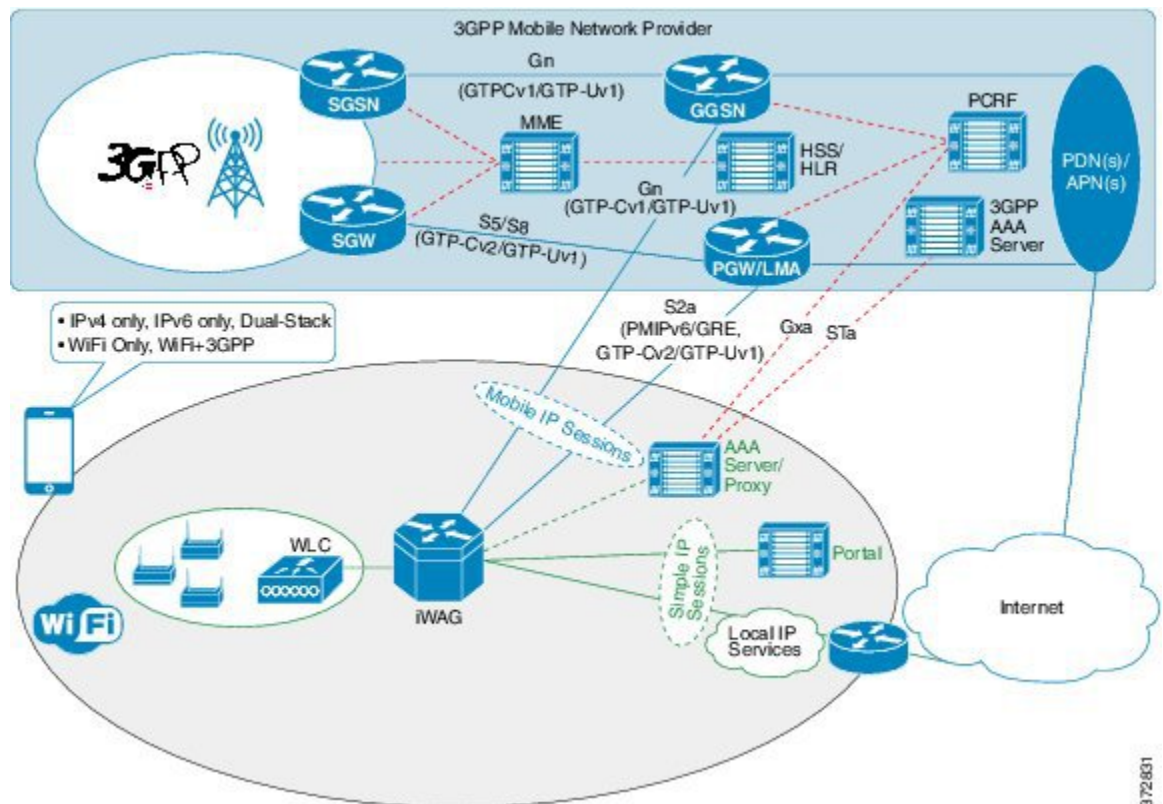 3GPP Mobile Network Provider
Gn
(GTPCv1/GTP-Uv1)
SGSN
GGSN
PCRF
MME
3GPP
HSS/
HLR
PDN(s)/
APN(s)
Gn
(GTP-Cv1/GTP-Uv1)
3GPP
AAA
Server
SGW
S5/S8
(GTP-Cv2/GTP-Uv1)
PGW/LMA
• IPv4 only, IPv6 only, Dual-Stack
• WiFi Only, WiFi+3GPP
S2a
(PMIPv6/GRE,
GTP-Cv2/GTP-Uv1)
Gxa
STa
Mobile IP Sessions
AAA
Server/
Proxy
WLC
iWAG
Simple IP
Sessions
Portal
Wi Fi
Local IP
Services
Internet
372831